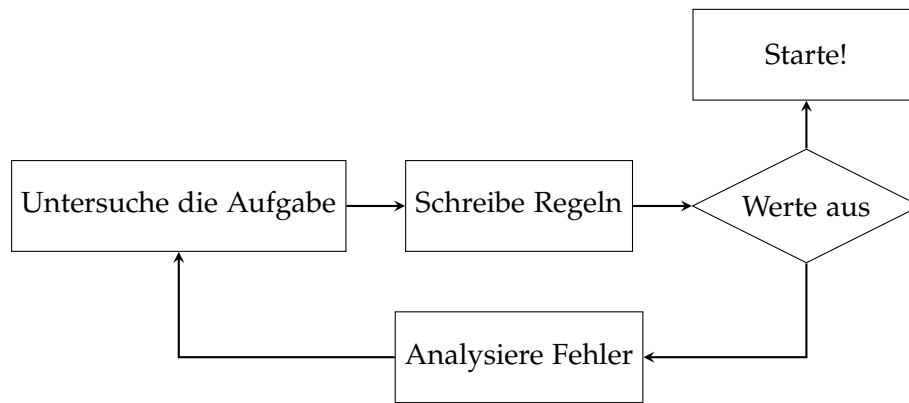 Starte!
Untersuche die Aufgabe
Schreibe Regeln
Werte aus
Analysiere Fehler